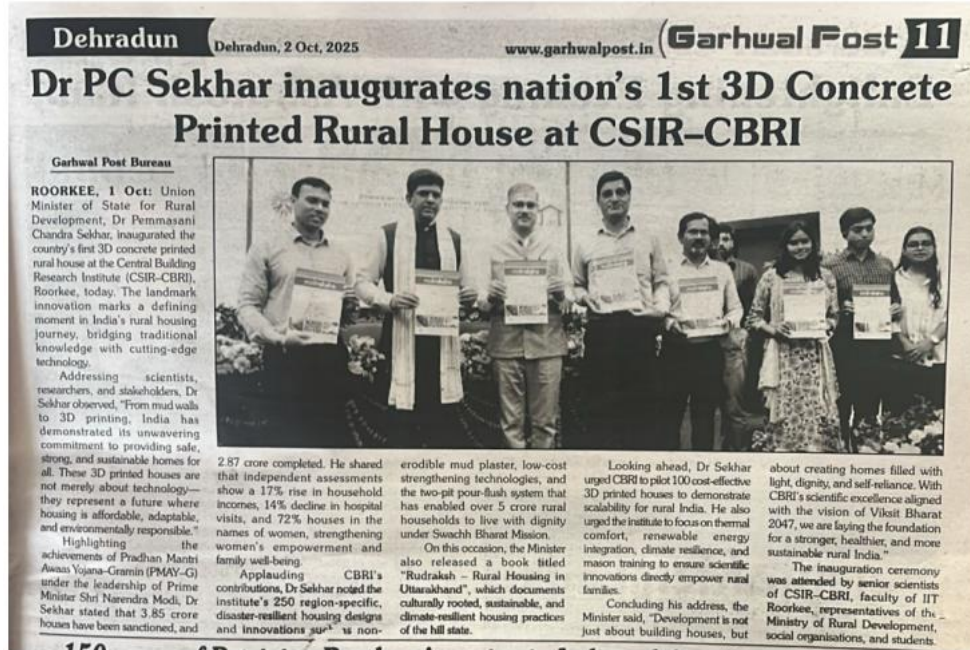 Dehradun
Dehradun, 2 Oct, 2025
www.garhwalpost.in
Garhwal Post
11
Dr PC Sekhar inaugurates nation's 1st 3D Concrete
Printed Rural House at CSIR–CBRI
Garhwal Post Bureau
ROORKEE, 1 Oct: Union
Minister of State for Rural
Development, Dr Pemmasani
Chandra Sekhar, inaugurated the
country's first 3D concrete printed
rural house at the Central Building
Research Institute (CSIR–CBRI),
Roorkee, today. The landmark
innovation marks a defining
moment in India's rural housing
journey, bridging traditional
knowledge with cutting-edge
technology.
Addressing scientists,
researchers, and stakeholders, Dr
Sekhar observed, "From mud walls
to 3D printing, India has
demonstrated its unwavering
commitment to providing safe,
strong, and sustainable homes for
all. These 3D printed houses are
not merely about technology—
they represent a future where
housing is affordable, adaptable,
and environmentally responsible."
Highlighting the
achievements of Pradhan Mantri
Awaas Yojana–Gramin (PMAY–G)
under the leadership of Prime
Minister Shri Narendra Modi, Dr
Sekhar stated that 3.85 crore
houses have been sanctioned, and
2.87 crore completed. He shared
that independent assessments
show a 17% rise in household
incomes, 14% decline in hospital
visits, and 72% houses in the
names of women, strengthening
women's empowerment and
family well-being.
Applauding CBRI's
contributions, Dr Sekhar noted the
institute's 250 region-specific,
disaster-resilient housing designs
and innovations as non-
erodible mud plaster, low-cost
strengthening technologies, and
the two-pit pour-flush system that
has enabled over 5 crore rural
households to live with dignity
under Swachh Bharat Mission.
On this occasion, the Minister
also released a book titled
"Rudraksh – Rural Housing in
Uttarakhand", which documents
culturally rooted, sustainable, and
climate-resilient housing practices
of the hill state.
Looking ahead, Dr Sekhar
urged CBRI to pilot 100 cost-effective
3D printed houses to demonstrate
scalability for rural India. He also
urged the institute to focus on thermal
comfort, renewable energy
integration, climate resilience, and
mason training to ensure scientific
innovations directly empower rural
families.
Concluding his address, the
Minister said, "Development is not
just about building houses, but
about creating homes filled with
light, dignity, and self-reliance. With
CBRI's scientific excellence aligned
with the vision of Viksit Bharat
2047, we are laying the foundation
for a stronger, healthier, and more
sustainable rural India."
The inauguration ceremony
was attended by senior scientists
of CSIR–CBRI, faculty of IIT
Roorkee, representatives of the
Ministry of Rural Development,
social organisations, and students.